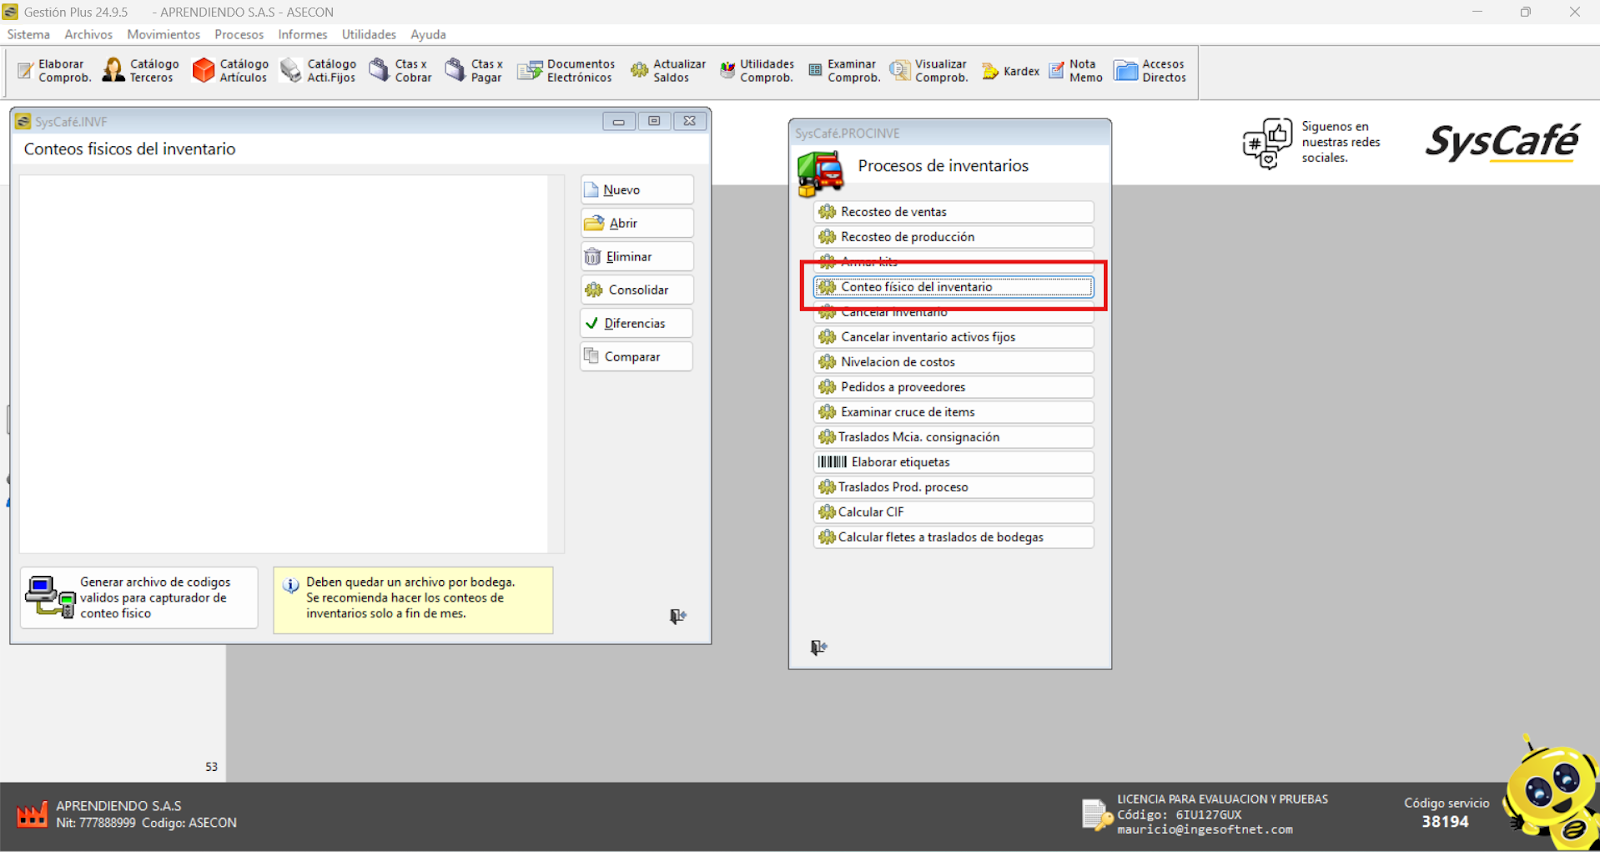 Gestión Plus 24.9.5 - APRENDIENDO S.A.S - ASECON
Sistema Archivos Movimientos Procesos Informes Utilidades Ayuda
Elaborar Comprob.
Catálogo Terceros
Catálogo Artículos
Catálogo Acti.Fijos
Ctas x Cobrar
Ctas x Pagar
Documentos Electrónicos
Actualizar Saldos
Utilidades Comprob.
Examinar Comprob.
Visualizar Comprob.
Kardex
Nota Memo
Accesos Directos
SysCafé.INVF
Conteos fisicos del inventario
Nuevo
Abrir
Eliminar
Consolidar
Diferencias
Comparar
Generar archivo de codigos
validos para capturador de
conteo fisico
Deben quedar un archivo por bodega.
Se recomienda hacer los conteos de
inventarios solo a fin de mes.
SysCafé.PROCINVE
Procesos de inventarios
Recosteo de ventas
Recosteo de producción
Armar kits
Conteo físico del inventario
Cancelar inventario
Cancelar inventario activos fijos
Nivelacion de costos
Pedidos a proveedores
Examinar cruce de items
Traslados Mcia. consignación
Elaborar etiquetas
Traslados Prod. proceso
Calcular CIF
Calcular fletes a traslados de bodegas
Siguenos en
nuestras redes
sociales.
SysCafé
53
APRENDIENDO S.A.S
Nit: 777888999 Codigo: ASECON
LICENCIA PARA EVALUACION Y PRUEBAS
Código: 6IU127GUX
mauricio@ingesoftnet.com
Código servicio
38194